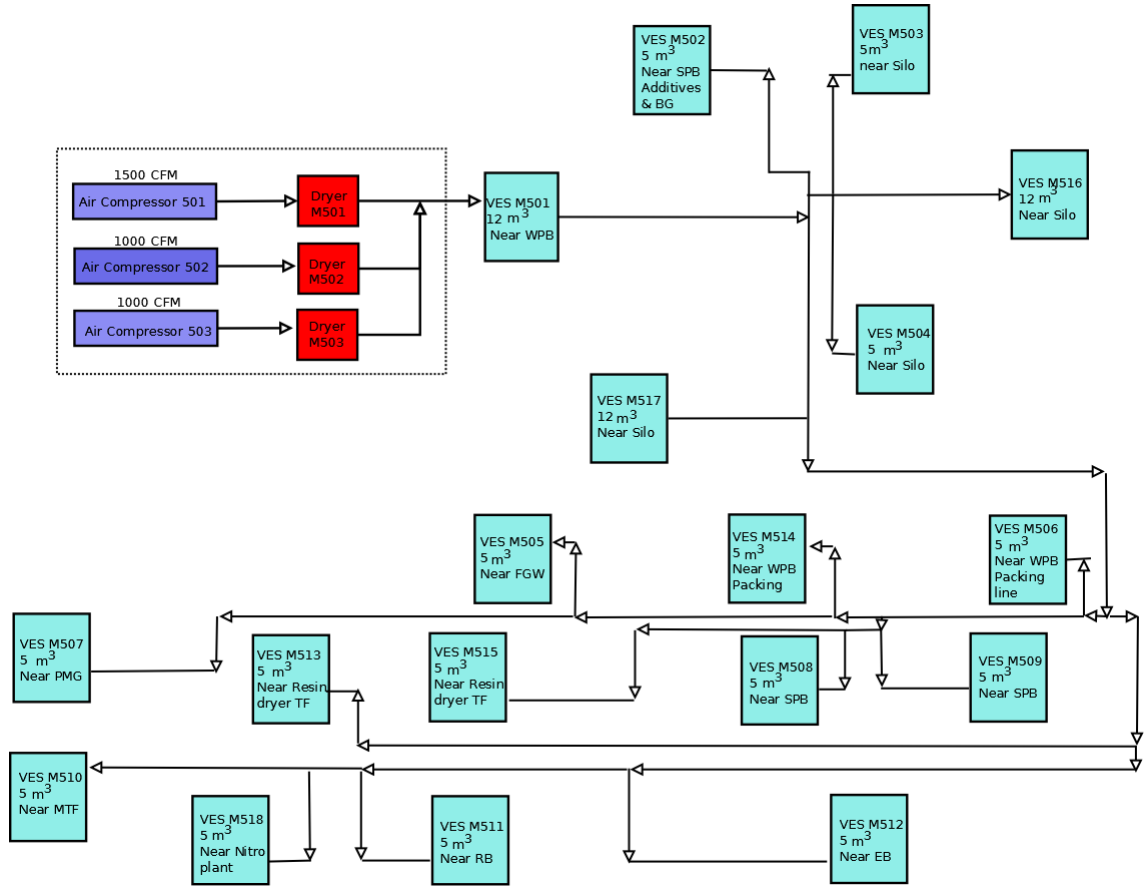 VES M502
5 m3
Near SPB
Additives
& BG
VES M503
5m3
near Silo
1500 CFM
Air Compressor 501
Dryer
M501
1000 CFM
Air Compressor 502
Dryer
M502
1000 CFM
Air Compressor 503
Dryer
M503
VES M501
12 m3
Near WPB
VES M516
12 m3
Near Silo
VES M504
5 m3
Near Silo
VES M517
12 m3
Near Silo
VES M505
5 m3
Near FGW
VES M514
5 m3
Near WPB
Packing
VES M506
5 m3
Near WPB
Packing
line
VES M507
5 m3
Near PMG
VES M513
5 m3
Near Resin
dryer TF
VES M515
5 m3
Near Resin
dryer TF
VES M508
5 m3
Near SPB
VES M509
5 m3
Near SPB
VES M510
5 m3
Near MTF
VES M518
5 m3
Near Nitro
plant
VES M511
5 m3
Near RB
VES M512
5 m3
Near EB